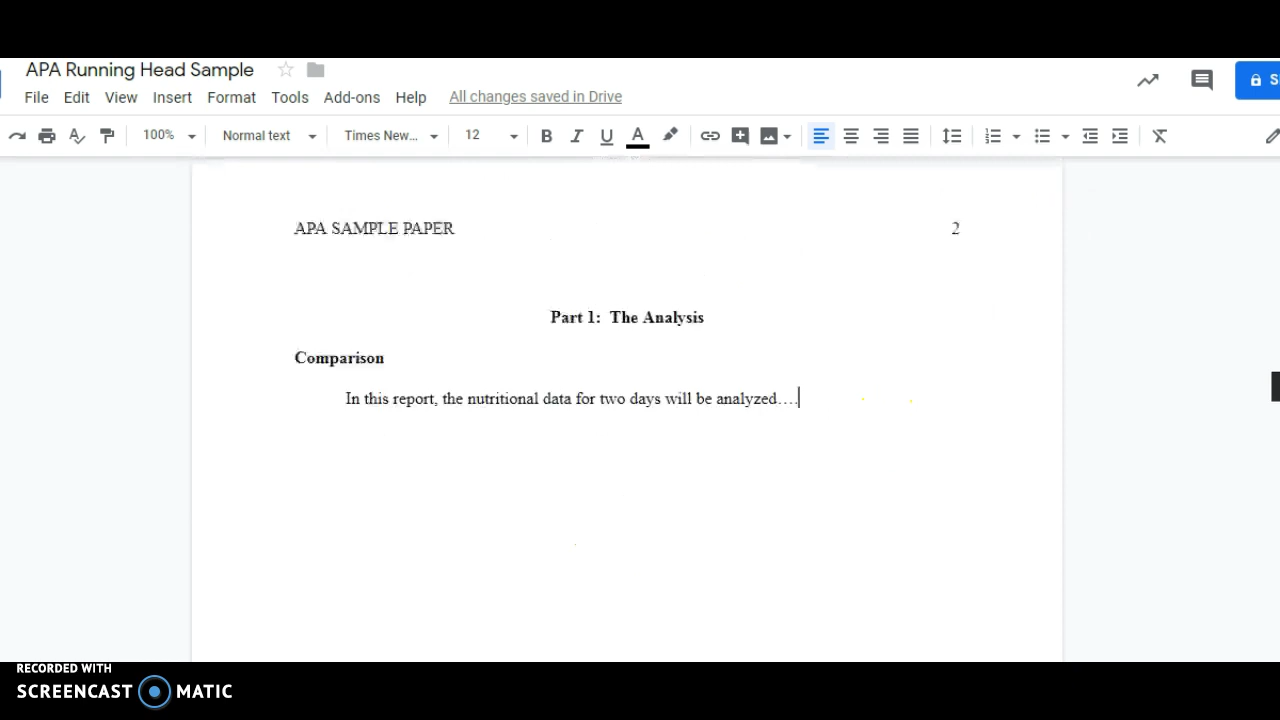 APA Running Head Sample
File Edit View Insert Format Tools Add-ons Help All changes saved in Drive
100% Normal text Times New... 12 B I U A
APA SAMPLE PAPER 2
Part 1:  The Analysis
Comparison
In this report, the nutritional data for two days will be analyzed….
RECORDED WITH
SCREENCAST MATIC